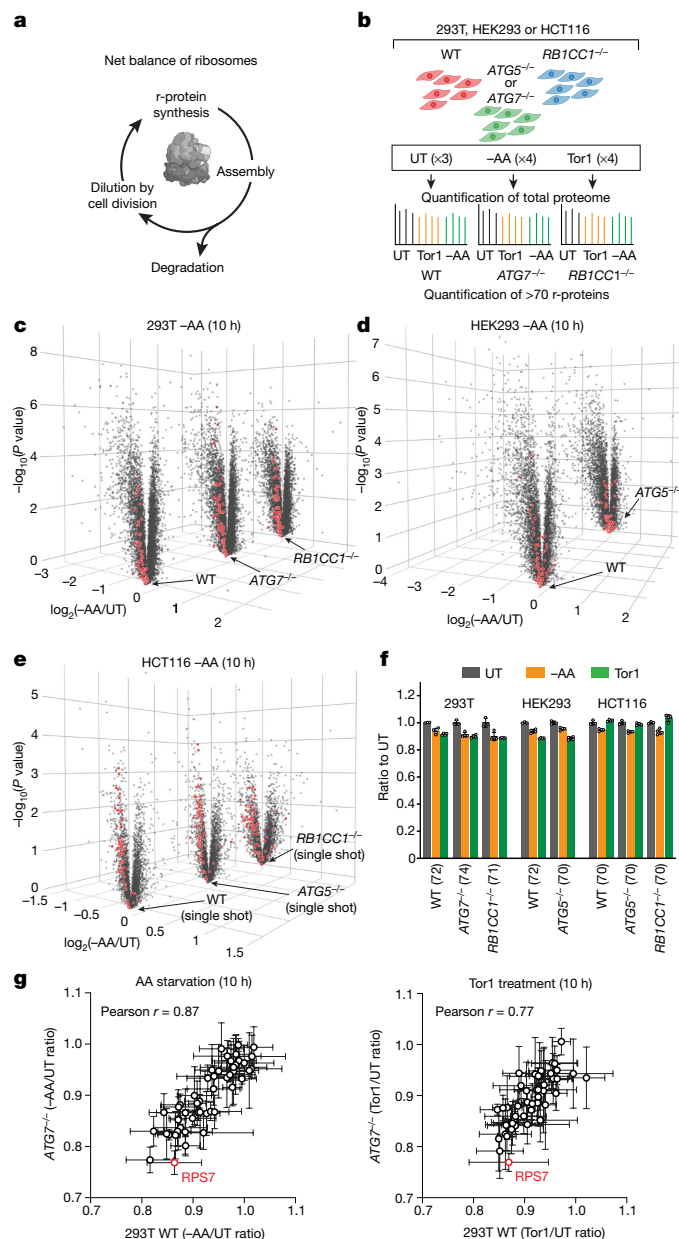 a
Net balance of ribosomes
r-protein
synthesis
Assembly
Dilution by
cell division
Degradation
b
293T, HEK293 or HCT116
WT
RB1CC1–/–
ATG5–/–
or
ATG7–/–
UT (×3)
–AA (×4)
Tor1 (×4)
Quantification of total proteome
UT Tor1 –AA
UT Tor1 –AA
UT Tor1 –AA
WT
ATG7–/–
RB1CC1–/–
Quantification of >70 r-proteins
c
293T –AA (10 h)
–log10(P value)
8
6
4
2
0
–3
–2
–1
0
1
2
log2(–AA/UT)
WT
ATG7–/–
RB1CC1–/–
d
HEK293 –AA (10 h)
–log10(P value)
7
6
5
4
3
2
1
0
–4
–3
–2
–1
0
1
2
log2(–AA/UT)
WT
ATG5–/–
e
HCT116 –AA (10 h)
–log10(P value)
5
4
3
2
1
0
–1.5
–1
–0.5
0
0.5
1
1.5
log2(–AA/UT)
WT
(single shot)
ATG5–/–
(single shot)
RB1CC1–/–
(single shot)
f
UT –AA Tor1
293T HEK293 HCT116
Ratio to UT
1.2
1.0
0.8
0.6
0.4
0.2
0
WT (72)
ATG7–/– (74)
RB1CC1–/– (71)
WT (72)
ATG5–/– (70)
WT (70)
ATG5–/– (70)
RB1CC1–/– (70)
g
AA starvation (10 h)
Pearson r = 0.87
ATG7–/– (–AA/UT ratio)
1.1
1.0
0.9
0.8
0.7
RPS7
0.7 0.8 0.9 1.0 1.1
293T WT (–AA/UT ratio)
Tor1 treatment (10 h)
Pearson r = 0.77
ATG7–/– (Tor1/UT ratio)
1.1
1.0
0.9
0.8
0.7
RPS7
0.7 0.8 0.9 1.0 1.1
293T WT (Tor1/UT ratio)